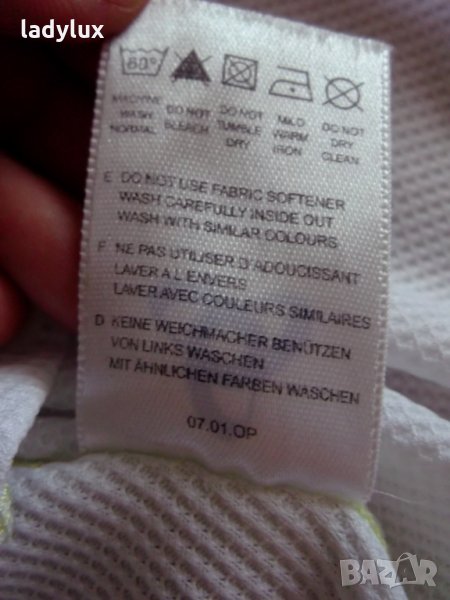 ladylux
60°
MACHINE DO NOT DO NOT MILD DO NOT
WASH BLEACH TUMBLE WARM DRY
NORMAL DRY IRON CLEAN
E DO NOT USE FABRIC SOFTENER
WASH CAREFULLY INSIDE OUT
WASH WITH SIMILAR COLOURS
F NE PAS UTILISER D'ADOUCISSANT
LAVER A L'ENVERS
LAVER AVEC COULEURS SIMILAIRES
D KEINE WEICHMACHER BENÜTZEN
VON LINKS WASCHEN
MIT ÄHNLICHEN FARBEN WASCHEN
07.01.OP
BAZAR.bg